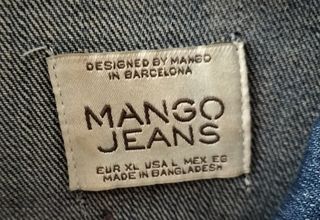 DESIGNED BY MANGO
IN BARCELONA
MANGO
JEANS
EUR XL USA L MEX EG
MADE IN BANGLADESH